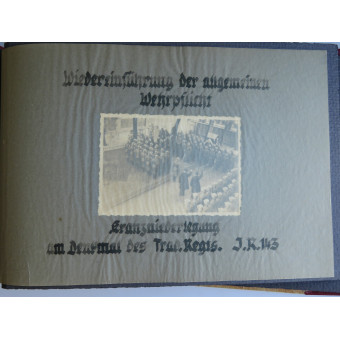 Wiedereinführung der allgemeinen
Wehrpflicht
Kranzniederlegung
am Denkmal des Trad. Regts. I.R. 143